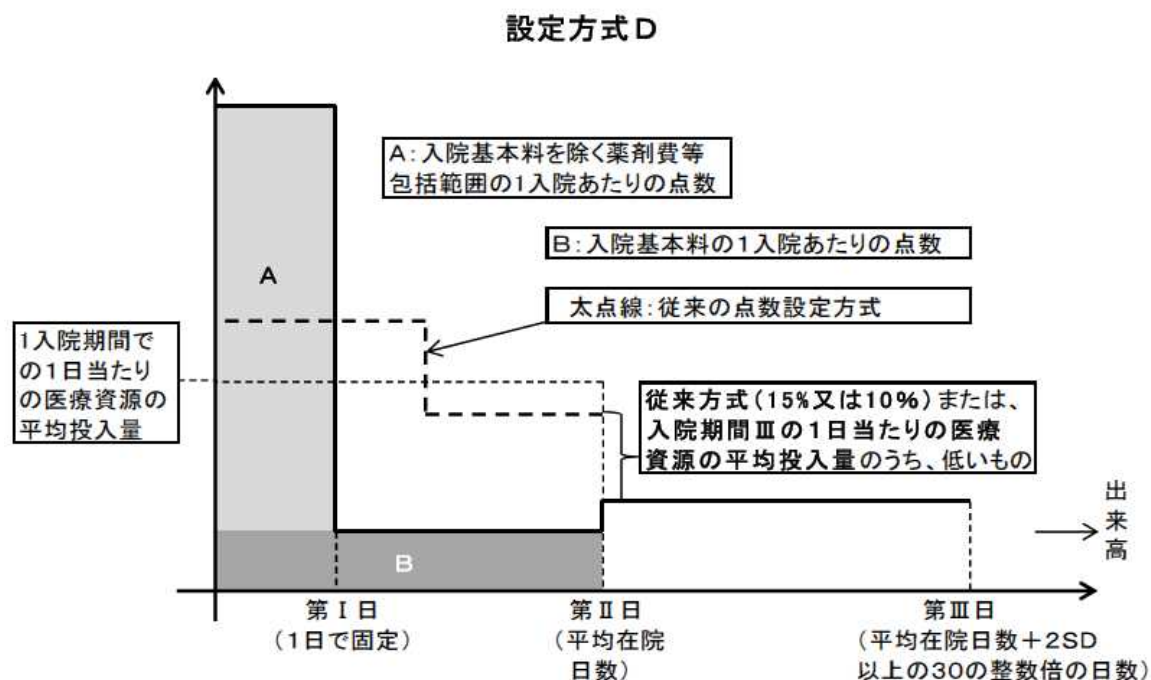 設定方式D
A:入院基本料を除く薬剤費等
包括範囲の1入院あたりの点数
B:入院基本料の1入院あたりの点数
A
太点線:従来の点数設定方式
1入院期間で
の1日当たり
の医療資源の
平均投入量
従来方式(15%又は10%)または、
入院期間Ⅲの1日当たりの医療
資源の平均投入量のうち、低いもの
出来高
B
第Ⅰ日
(1日で固定)
第Ⅱ日
(平均在院
日数)
第Ⅲ日
(平均在院日数+2SD
以上の30の整数倍の日数)